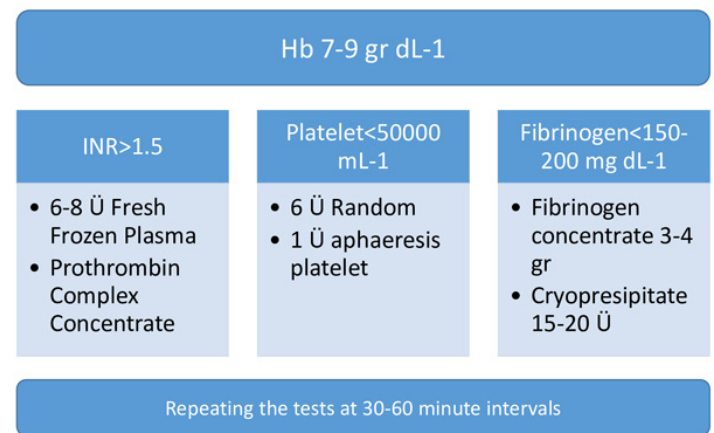 Hb 7-9 gr dL-1
INR>1.5
• 6-8 Ü Fresh
Frozen Plasma
• Prothrombin
Complex
Concentrate
Platelet<50000
mL-1
• 6 Ü Random
• 1 Ü aphaeresis
platelet
Fibrinogen<150-
200 mg dL-1
• Fibrinogen
concentrate 3-4
gr
• Cryopresipitate
15-20 Ü
Repeating the tests at 30-60 minute intervals